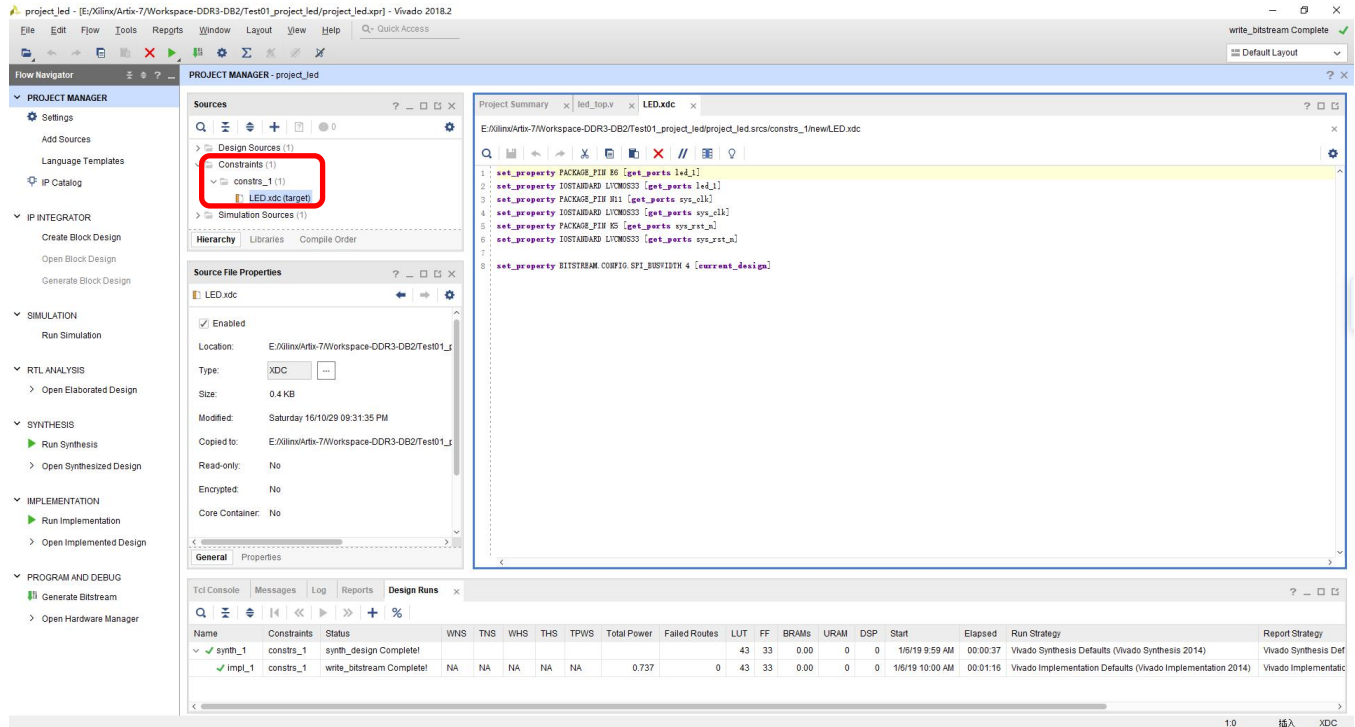 project_led - [E:/Xilinx/Artix-7/Workspace-DDR3-DB2/Test01_project_led/project_led.xpr] - Vivado 2018.2
File Edit Flow Tools Reports Window Layout View Help Quick Access
write_bitstream Complete
Default Layout
Flow Navigator
PROJECT MANAGER - project_led
PROJECT MANAGER
Settings
Add Sources
Language Templates
IP Catalog
IP INTEGRATOR
Create Block Design
Open Block Design
Generate Block Design
SIMULATION
Run Simulation
RTL ANALYSIS
Open Elaborated Design
SYNTHESIS
Run Synthesis
Open Synthesized Design
IMPLEMENTATION
Run Implementation
Open Implemented Design
PROGRAM AND DEBUG
Generate Bitstream
Open Hardware Manager
Sources
0
Design Sources (1)
Constraints (1)
constrs_1 (1)
LED.xdc (target)
Simulation Sources (1)
Hierarchy Libraries Compile Order
Source File Properties
LED.xdc
Enabled
Location: E:/Xilinx/Artix-7/Workspace-DDR3-DB2/Test01_p
Type: XDC
Size: 0.4 KB
Modified: Saturday 16/10/29 09:31:35 PM
Copied to: E:/Xilinx/Artix-7/Workspace-DDR3-DB2/Test01_p
Read-only: No
Encrypted: No
Core Container: No
General Properties
Project Summary led_top.v LED.xdc
E:/Xilinx/Artix-7/Workspace-DDR3-DB2/Test01_project_led/project_led.srcs/constrs_1/new/LED.xdc
1 set_property PACKAGE_PIN E6 [get_ports led_1]
2 set_property IOSTANDARD LVCMOS33 [get_ports led_1]
3 set_property PACKAGE_PIN N11 [get_ports sys_clk]
4 set_property IOSTANDARD LVCMOS33 [get_ports sys_clk]
5 set_property PACKAGE_PIN K5 [get_ports sys_rst_n]
6 set_property IOSTANDARD LVCMOS33 [get_ports sys_rst_n]
7
8 set_property BITSTREAM.CONFIG.SPI_BUSWIDTH 4 [current_design]
Tcl Console Messages Log Reports Design Runs
Name Constraints Status WNS TNS WHS THS TPWS Total Power Failed Routes LUT FF BRAMs URAM DSP Start Elapsed Run Strategy Report Strategy
synth_1 constrs_1 synth_design Complete! 43 33 0.00 0 0 1/6/19 9:59 AM 00:00:37 Vivado Synthesis Defaults (Vivado Synthesis 2014) Vivado Synthesis Def
impl_1 constrs_1 write_bitstream Complete! NA NA NA NA NA 0.737 0 43 33 0.00 0 0 1/6/19 10:00 AM 00:01:16 Vivado Implementation Defaults (Vivado Implementation 2014) Vivado Implementatic
1:0 插入 XDC